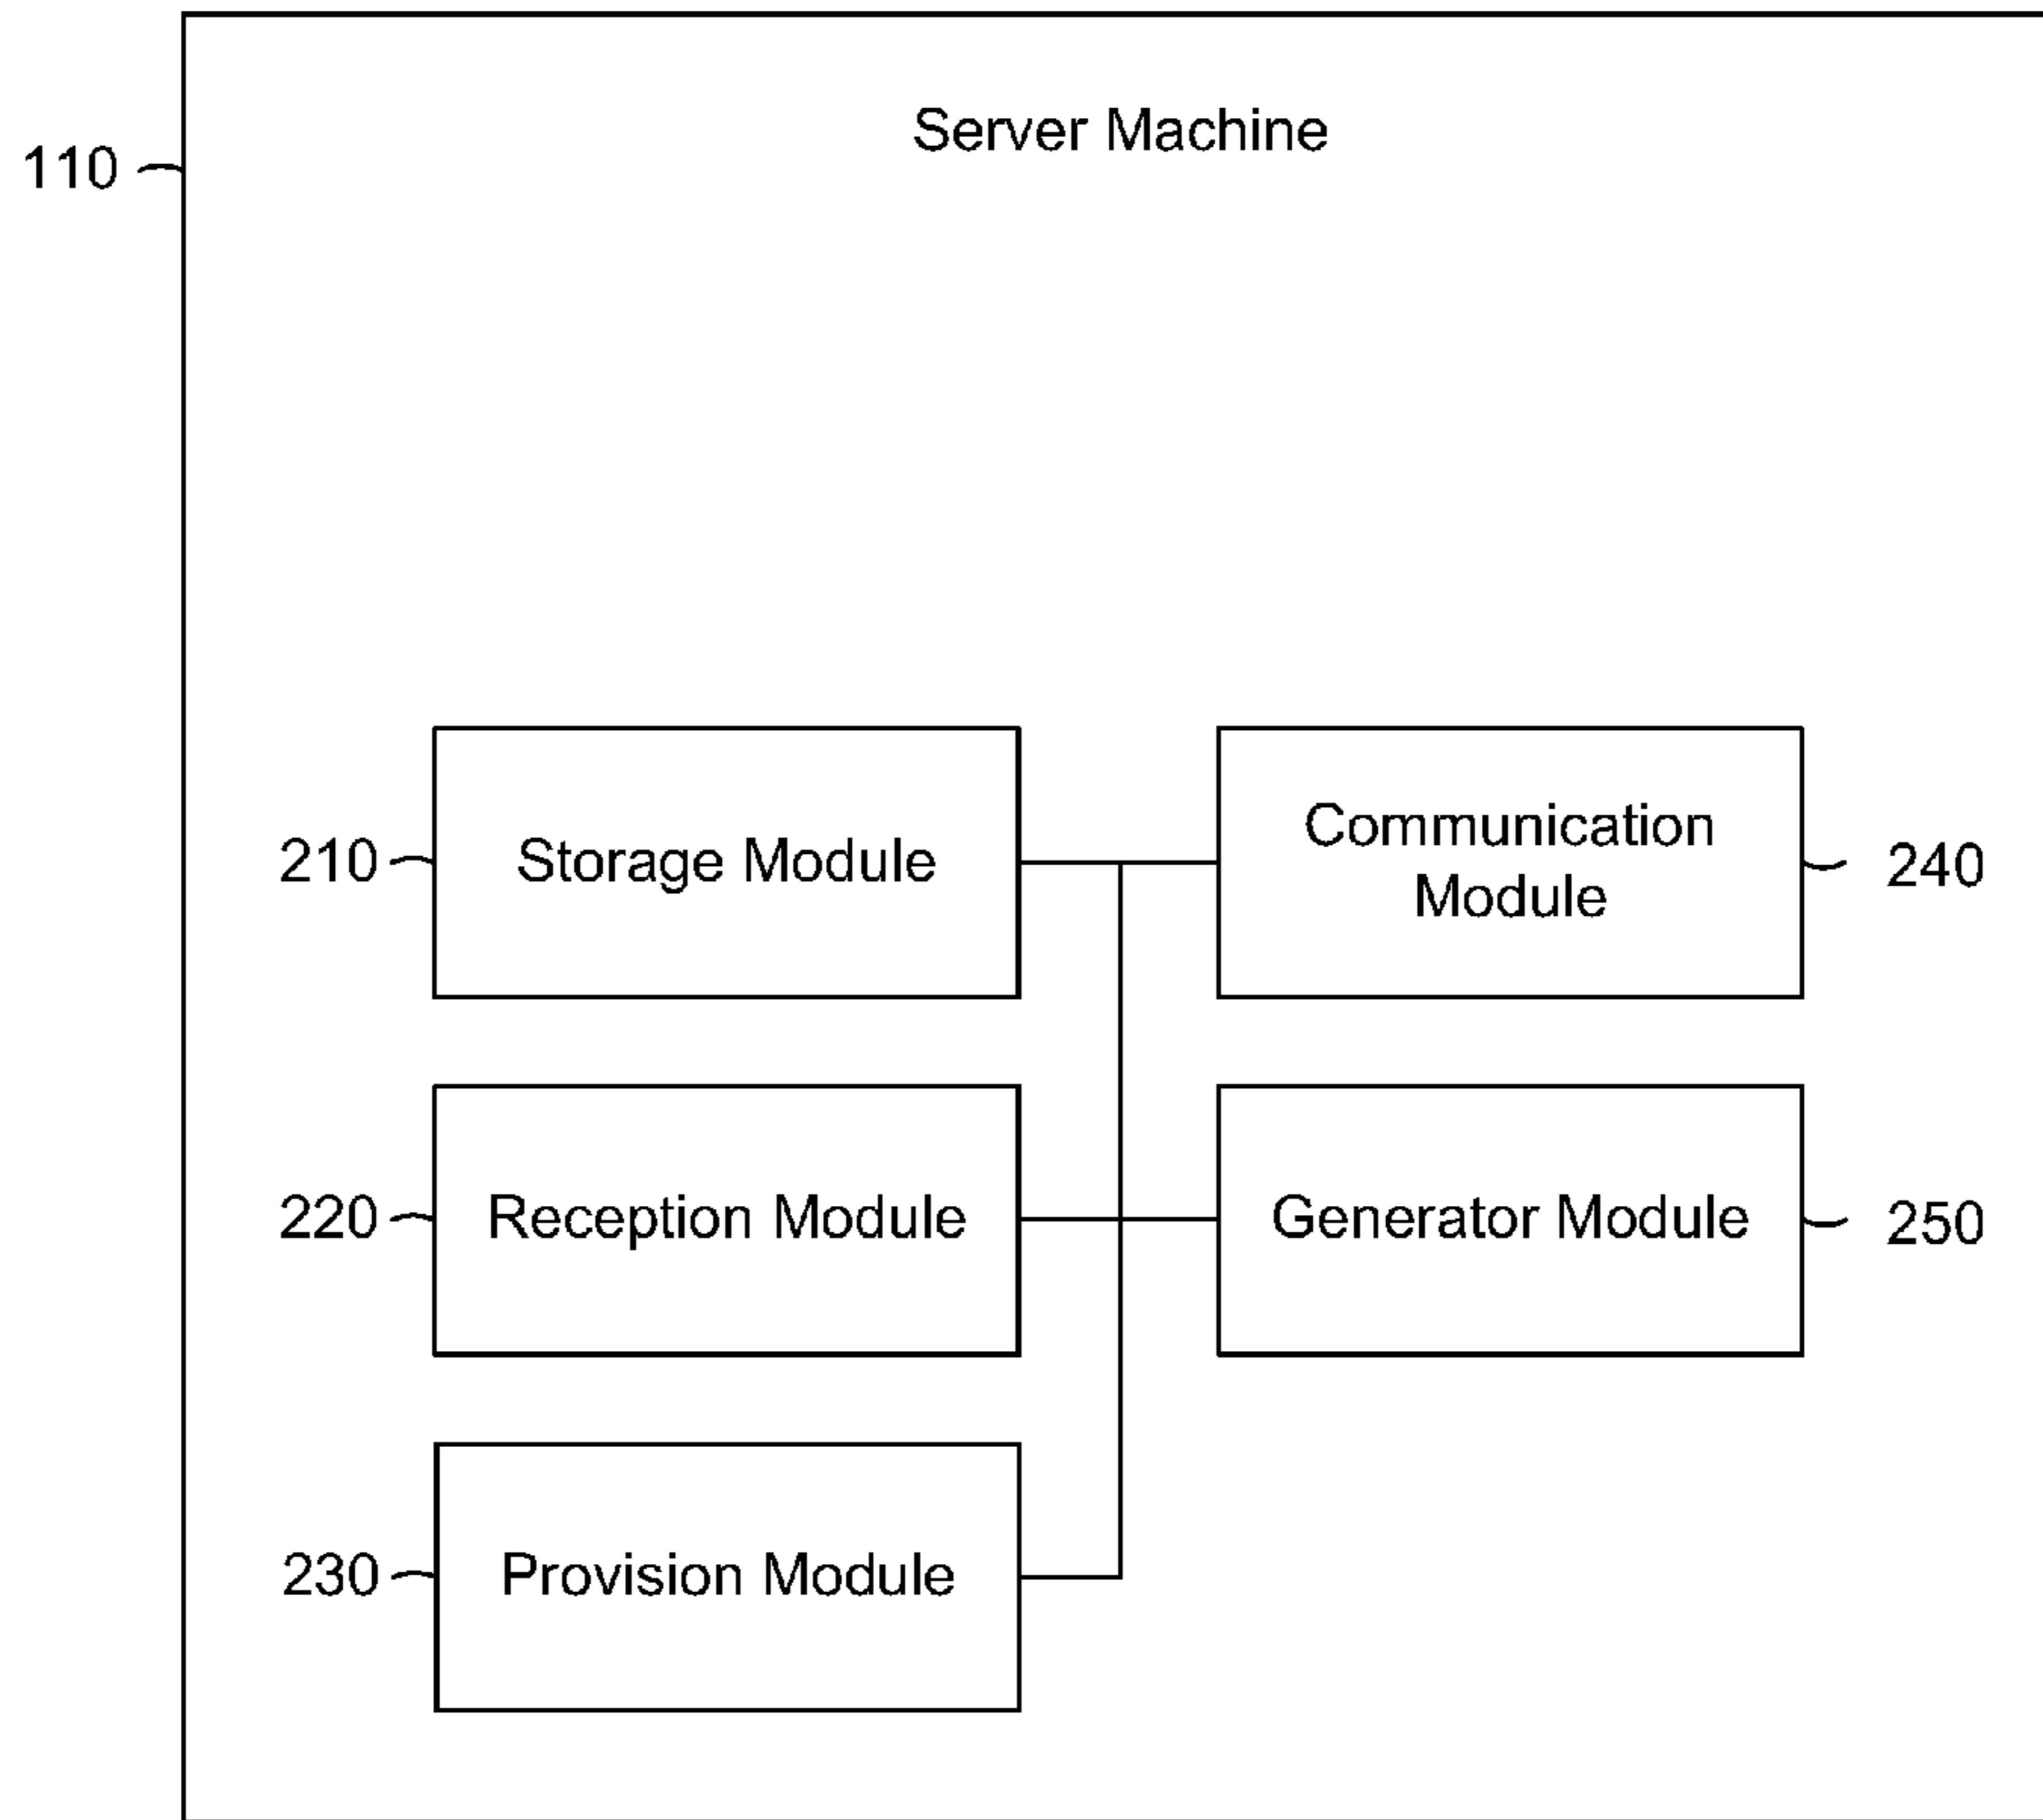 Server Machine
110
Storage Module
210
Communication
Module
240
Reception Module
220
Generator Module
250
Provision Module
230